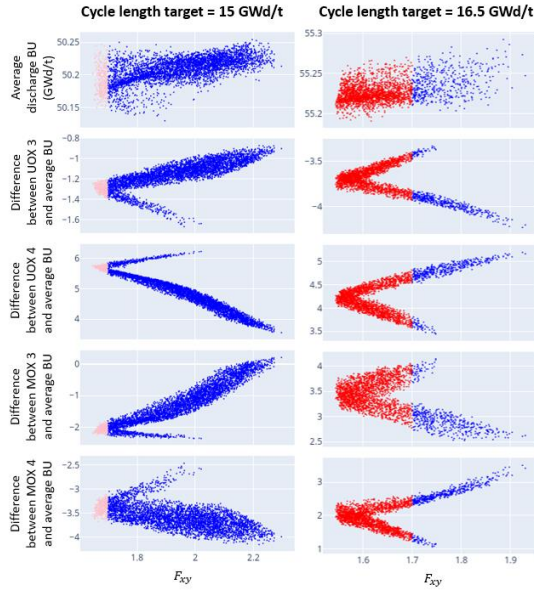 Cycle length target = 15 GWd/t
Cycle length target = 16.5 GWd/t
Average
discharge BU
(GWd/t)
50.25
50.2
50.15
55.3
55.25
55.2
Difference
between UOX 3
and average BU
−0.8
−1
−1.2
−1.4
−1.6
−3.5
−4
Difference
between UOX 4
and average BU
6
5
4
5
4.5
4
3.5
Difference
between MOX 3
and average BU
0
−1
−2
4
3.5
3
2.5
Difference
between MOX 4
and average BU
−2.5
−3
−3.5
−4
3
2
1
1.8
2
2.2
1.6
1.7
1.8
1.9
Fxy
Fxy